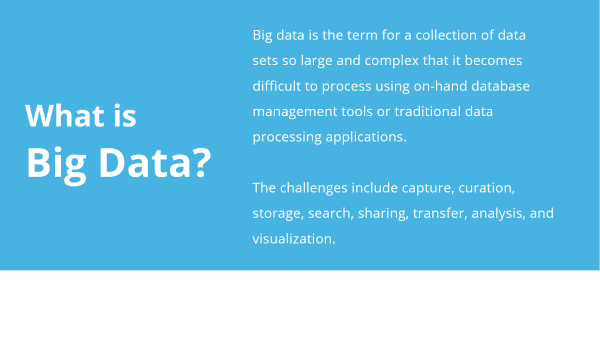 What is
Big Data?
Big data is the term for a collection of data
sets so large and complex that it becomes
difficult to process using on-hand database
management tools or traditional data
processing applications.
The challenges include capture, curation,
storage, search, sharing, transfer, analysis, and
visualization.